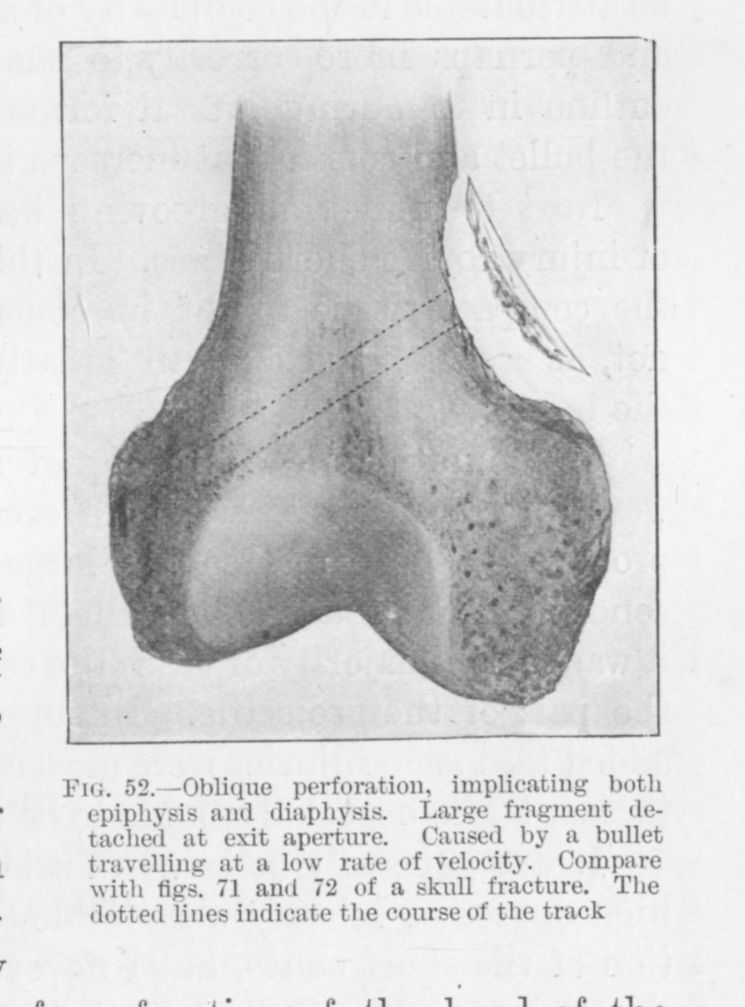 Fig. 52.—Oblique perforation, implicating both
epiphysis and diaphysis. Large fragment de-
tached at exit aperture. Caused by a bullet
travelling at a low rate of velocity. Compare
with figs. 71 and 72 of a skull fracture. The
dotted lines indicate the course of the track